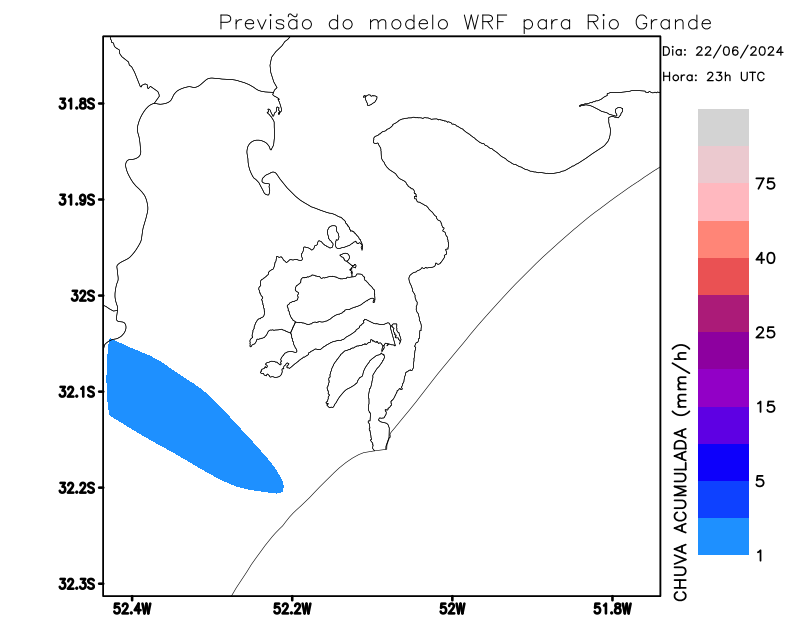 Previsão do modelo WRF para Rio Grande
Dia: 22/06/2024
Hora: 23h UTC
31.8S
31.9S
32S
32.1S
32.2S
32.3S
52.4W
52.2W
52W
51.8W
75
40
25
15
5
1
CHUVA ACUMULADA (mm/h)